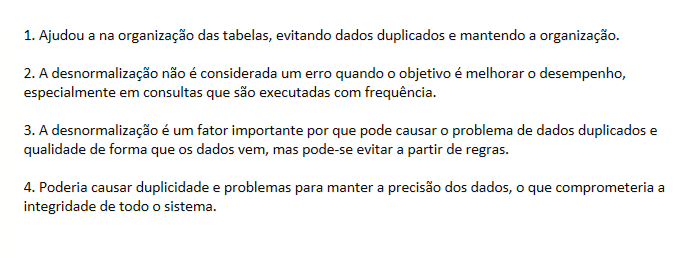 1. Ajudou a na organização das tabelas, evitando dados duplicados e mantendo a organização.
2. A desnormalização não é considerada um erro quando o objetivo é melhorar o desempenho,
especialmente em consultas que são executadas com frequência.
3. A desnormalização é um fator importante por que pode causar o problema de dados duplicados e
qualidade de forma que os dados vem, mas pode-se evitar a partir de regras.
4. Poderia causar duplicidade e problemas para manter a precisão dos dados, o que comprometeria a
integridade de todo o sistema.